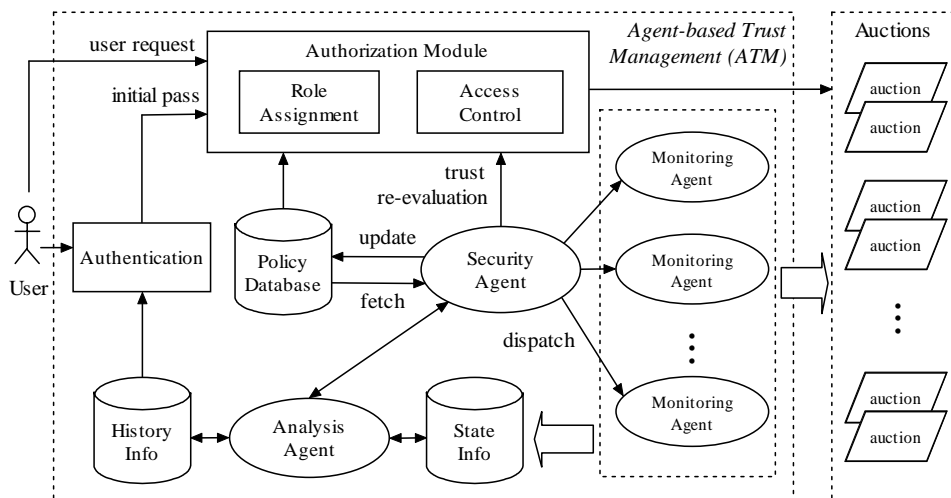 Agent-based Trust
Management (ATM)
Auctions
user request
Authorization Module
initial pass
Role
Assignment
Access
Control
auction
auction
trust
re-evaluation
Monitoring
Agent
User
Authentication
Policy
Database
update
fetch
Security
Agent
Monitoring
Agent
auction
auction
dispatch
History
Info
Analysis
Agent
State
Info
Monitoring
Agent
auction
auction